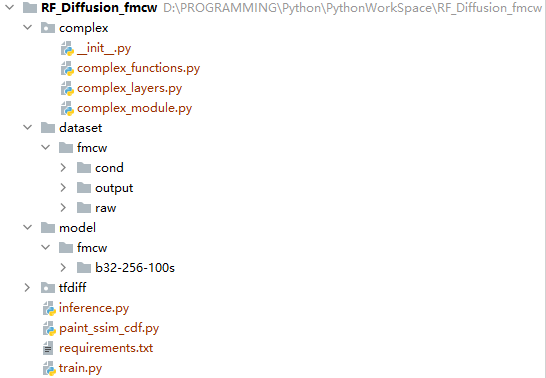 RF_Diffusion_fmcw D:\PROGRAMMING\Python\PythonWorkSpace\RF_Diffusion_fmcw
complex
__init__.py
complex_functions.py
complex_layers.py
complex_module.py
dataset
fmcw
cond
output
raw
model
fmcw
b32-256-100s
tfdiff
inference.py
paint_ssim_cdf.py
requirements.txt
train.py